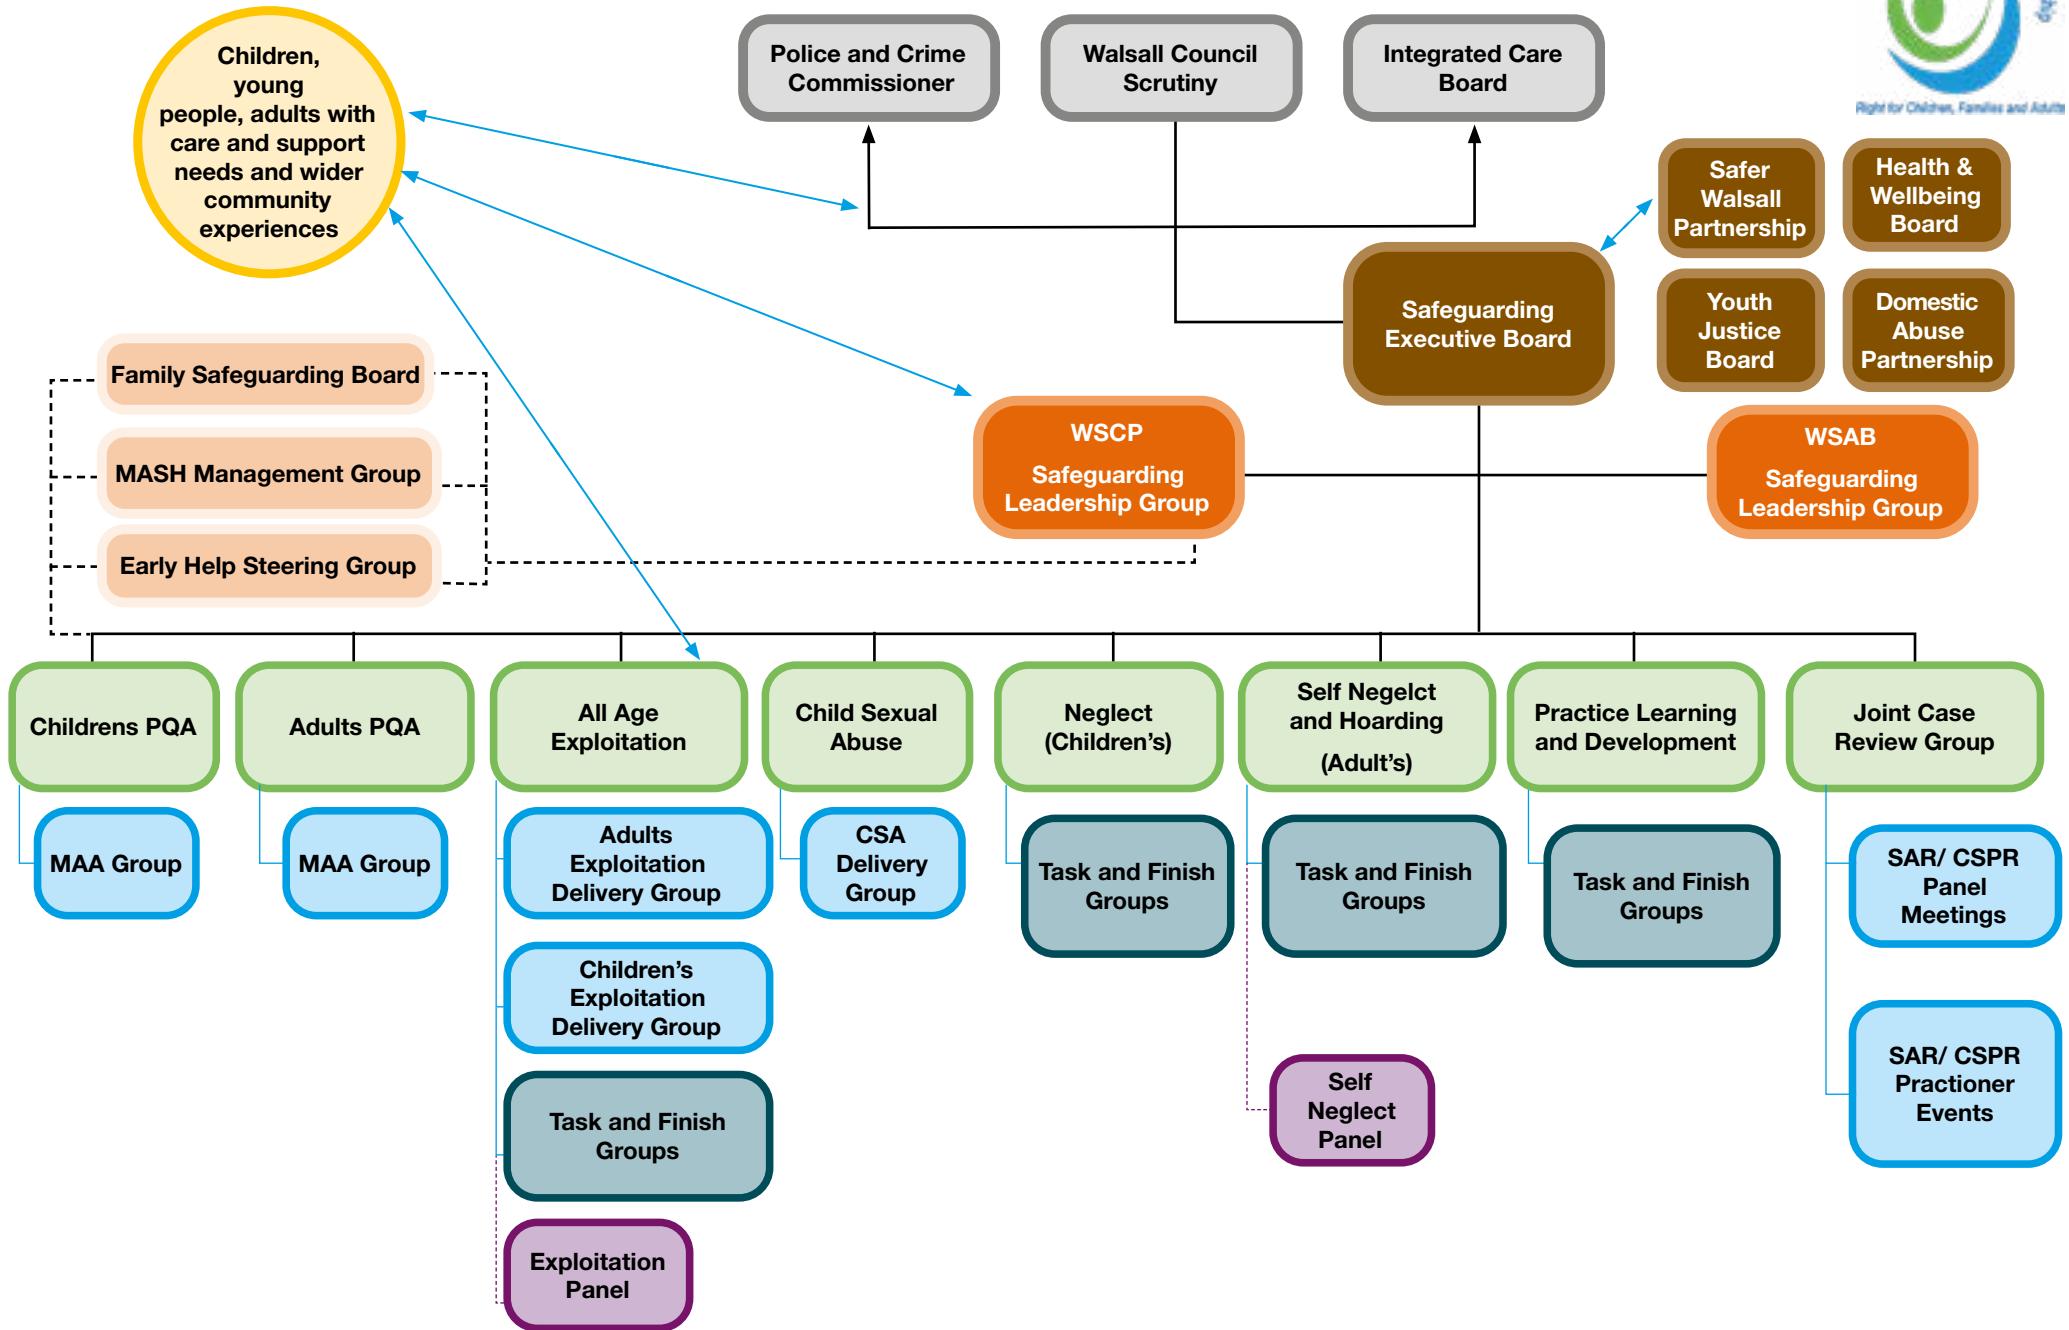 Children,
young
people, adults with
care and support
needs and wider
community
experiences
Police and Crime
Commissioner
Walsall Council
Scrutiny
Integrated Care
Board
Right for Children, Families and Adults
Safer
Walsall
Partnership
Health &
Wellbeing
Board
Youth
Justice
Board
Domestic
Abuse
Partnership
Safeguarding
Executive Board
Family Safeguarding Board
MASH Management Group
Early Help Steering Group
WSCP
Safeguarding
Leadership Group
WSAB
Safeguarding
Leadership Group
Childrens PQA
Adults PQA
All Age
Exploitation
Child Sexual
Abuse
Neglect
(Children's)
Self Negelct
and Hoarding
(Adult's)
Practice Learning
and Development
Joint Case
Review Group
MAA Group
MAA Group
Adults
Exploitation
Delivery Group
Children's
Exploitation
Delivery Group
Task and Finish
Groups
Exploitation
Panel
CSA
Delivery
Group
Task and Finish
Groups
Task and Finish
Groups
Self
Neglect
Panel
Task and Finish
Groups
SAR/ CSPR
Panel
Meetings
SAR/ CSPR
Practioner
Events